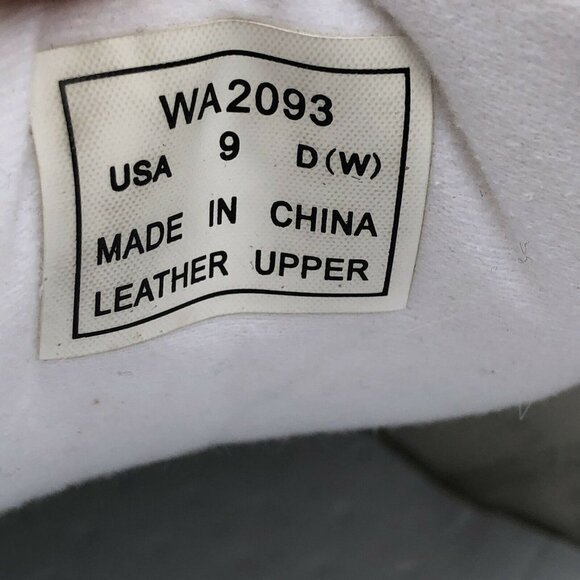 WA2093
USA 9 D(W)
MADE IN CHINA
LEATHER UPPER